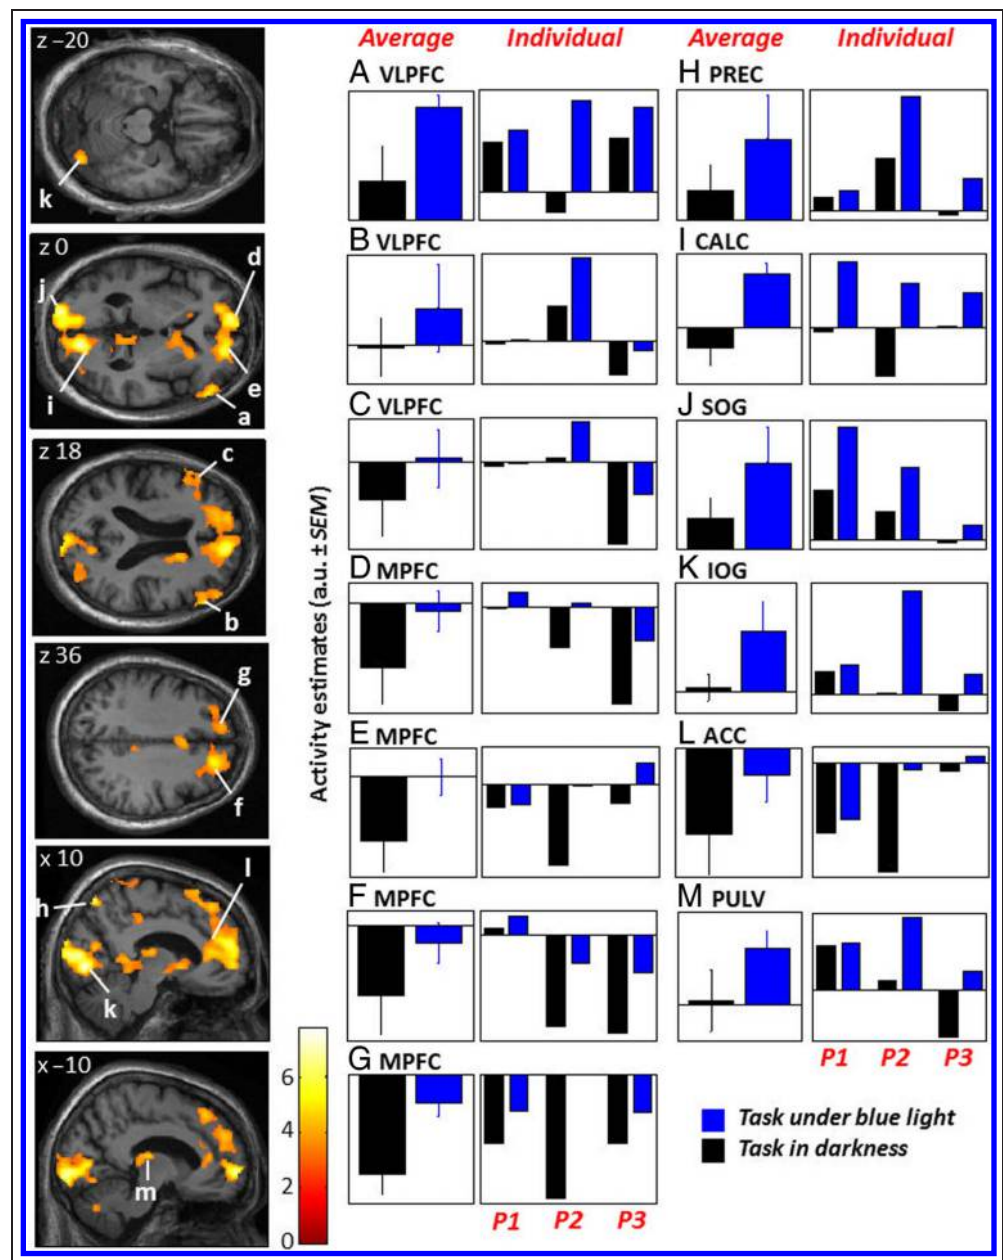 z –20
k
z 0
j
d
i
e
a
z 18
c
b
z 36
g
f
x 10
h
l
k
x –10
m
6
4
2
0
Activity estimates (a.u. ± SEM)
Average Individual
A VLPFC
B VLPFC
C VLPFC
D MPFC
E MPFC
F MPFC
G MPFC
P1 P2 P3
Average Individual
H PREC
I CALC
J SOG
K IOG
L ACC
M PULV
P1 P2 P3
Task under blue light
Task in darkness